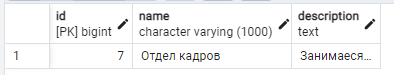 id name description
[PK] bigint character varying (1000) text
1 7 Отдел кадров Занимаеся...